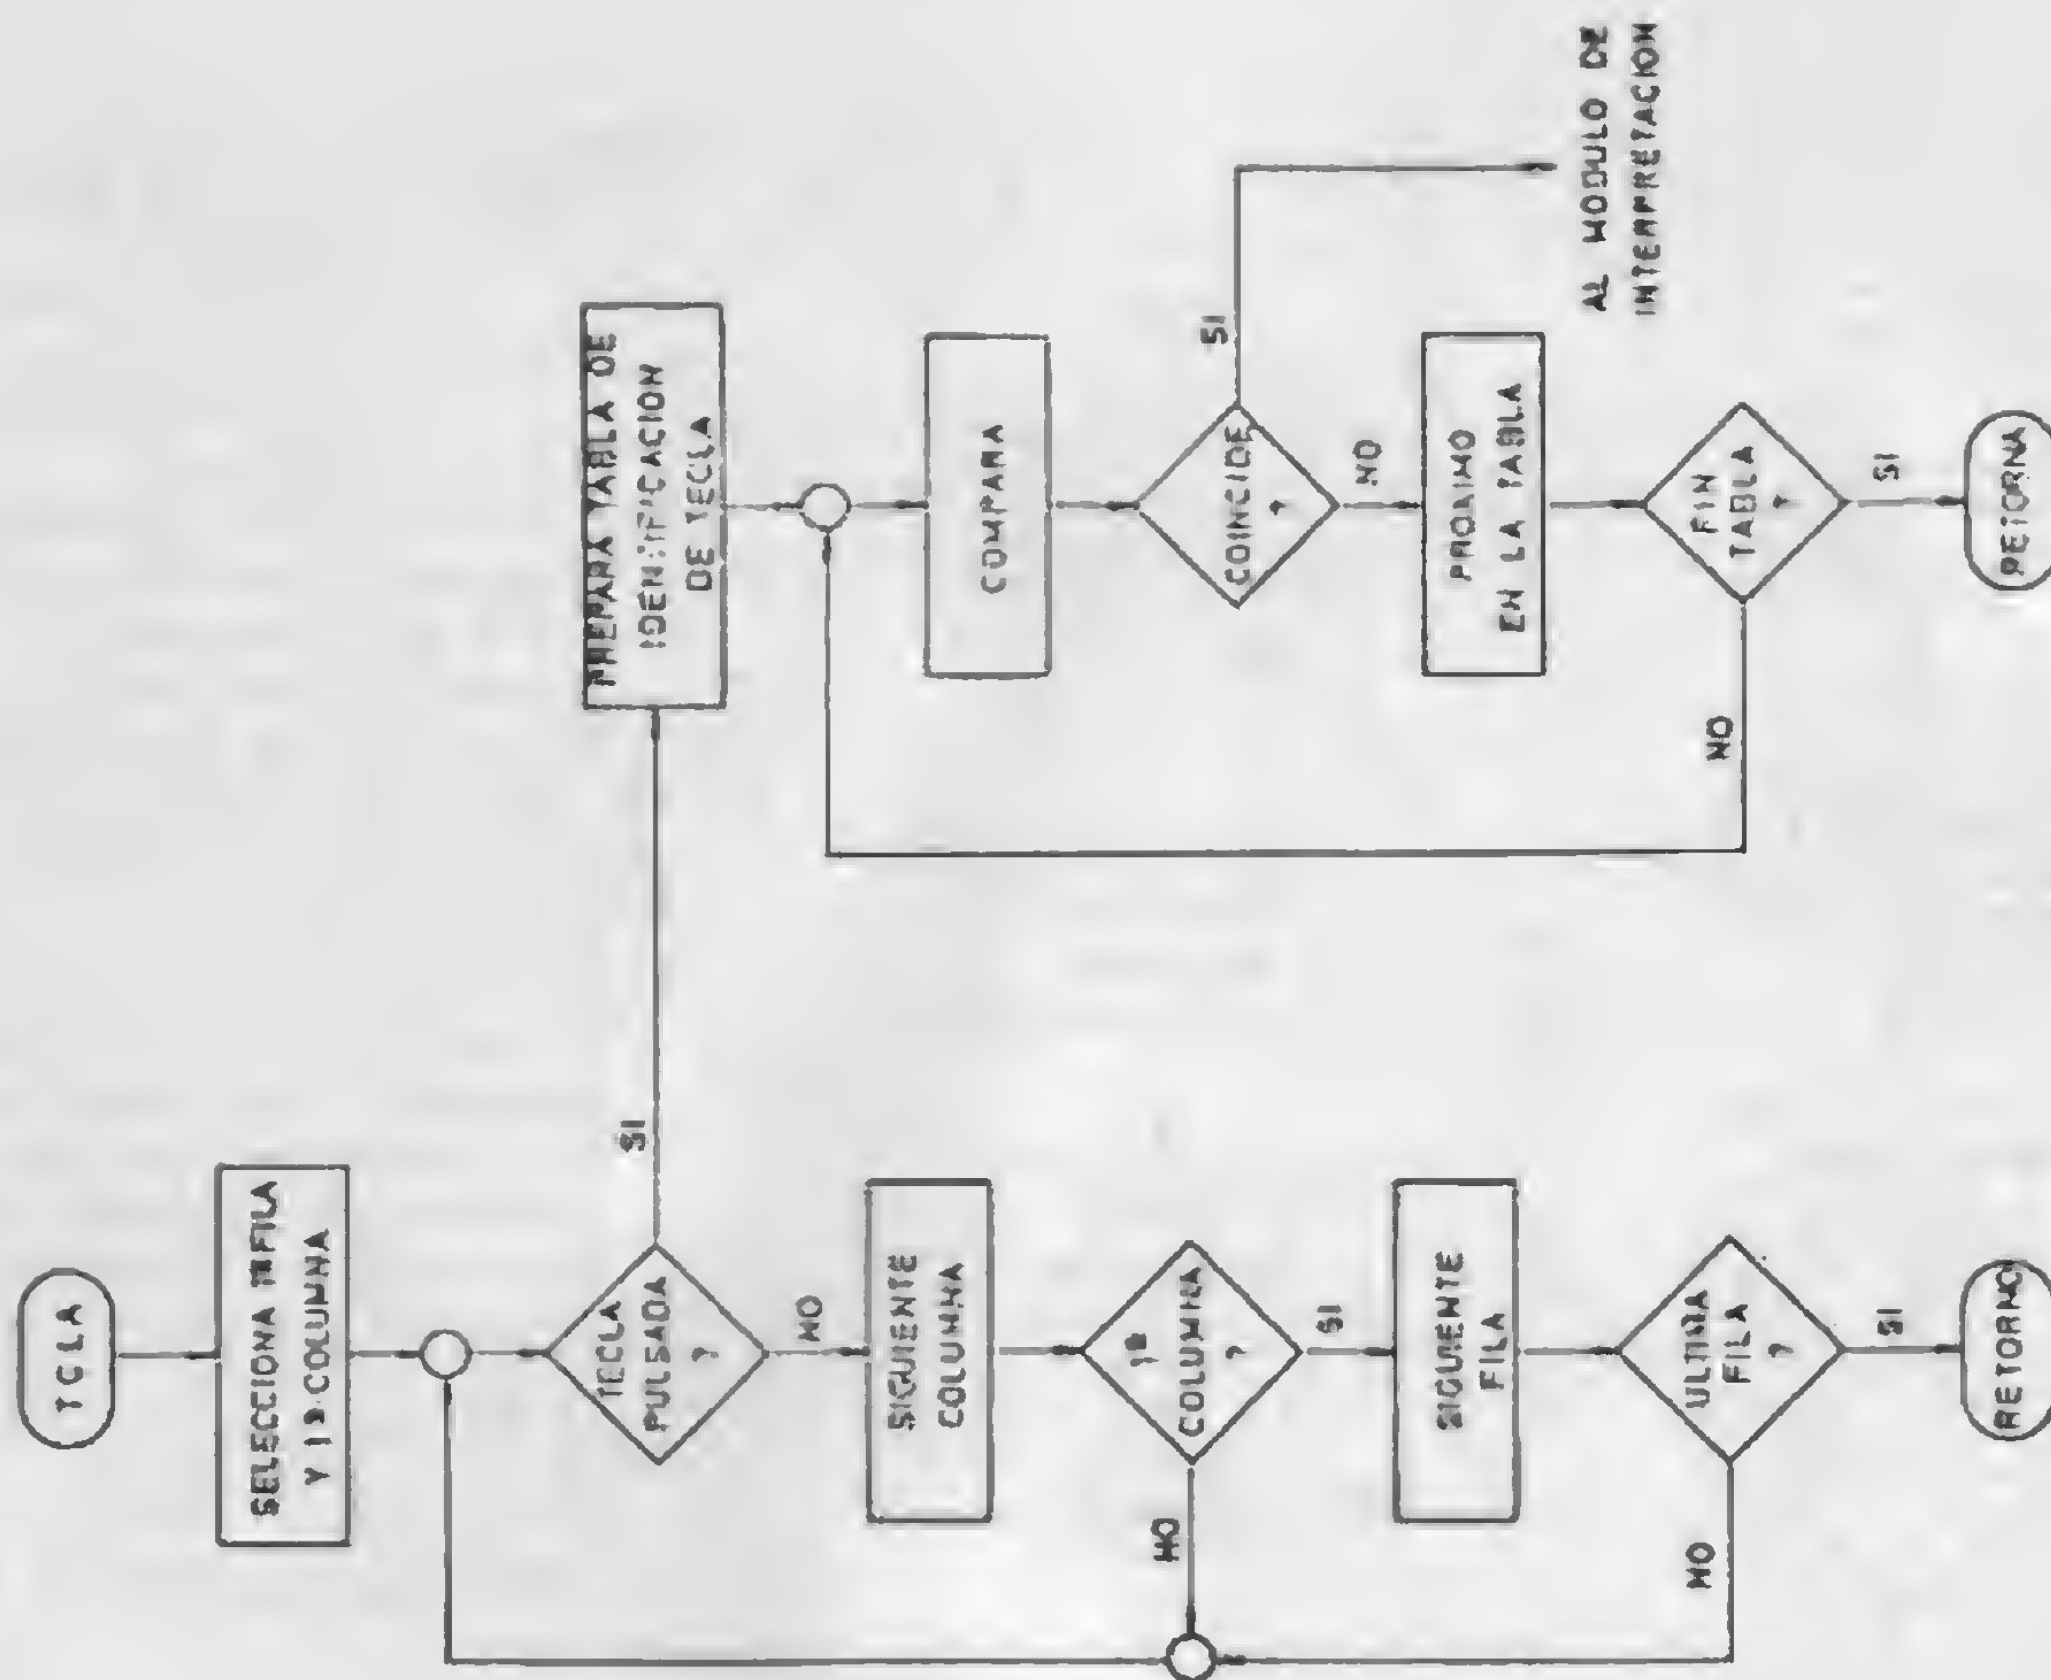 TCLA
SELECCIONA 1ª FILA
Y 1ª COLUMNA
TECLA
PULSADA
?
SI
NO
SIGUIENTE
COLUMNA
1ª
COLUMNA
?
NO
SI
SIGUIENTE
FILA
ULTIMA
FILA
?
NO
SI
RETORNO
PREPARA TABLA DE
IDENTIFICACION
DE TECLA
COMPARA
COINCIDE
?
SI
NO
PROXIMO
EN LA TABLA
FIN
TABLA
?
NO
SI
RETORNA
AL MODULO DE
INTERPRETACION